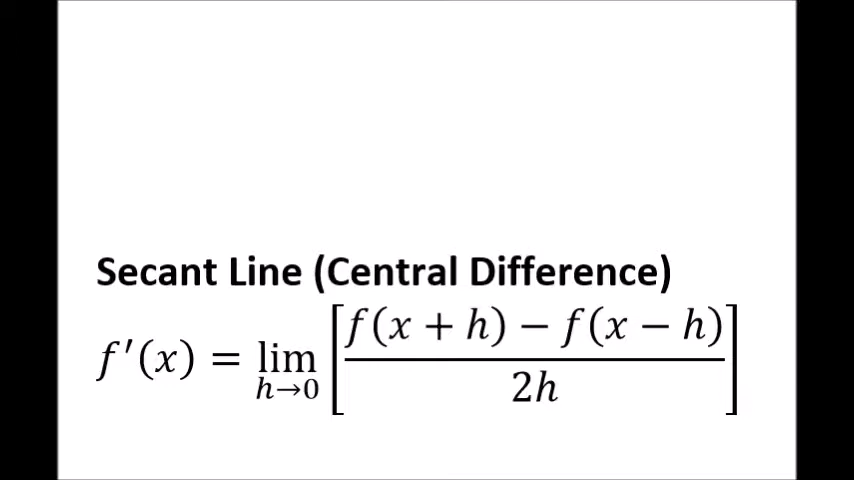 Secant Line (Central Difference)
f′(x) = lim_{h→0} [ (f(x + h) − f(x − h)) / 2h ]